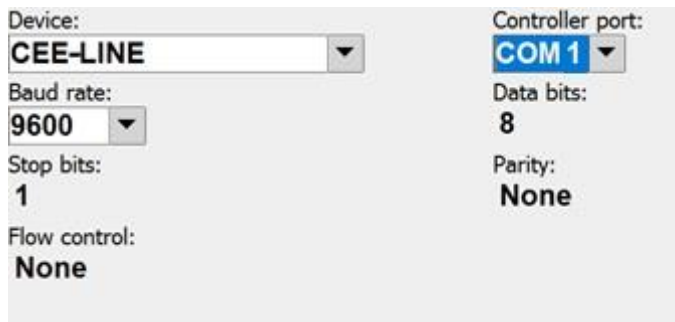 Device: Controller port:
CEE-LINE COM 1
Baud rate: Data bits:
9600 8
Stop bits: Parity:
1 None
Flow control:
None